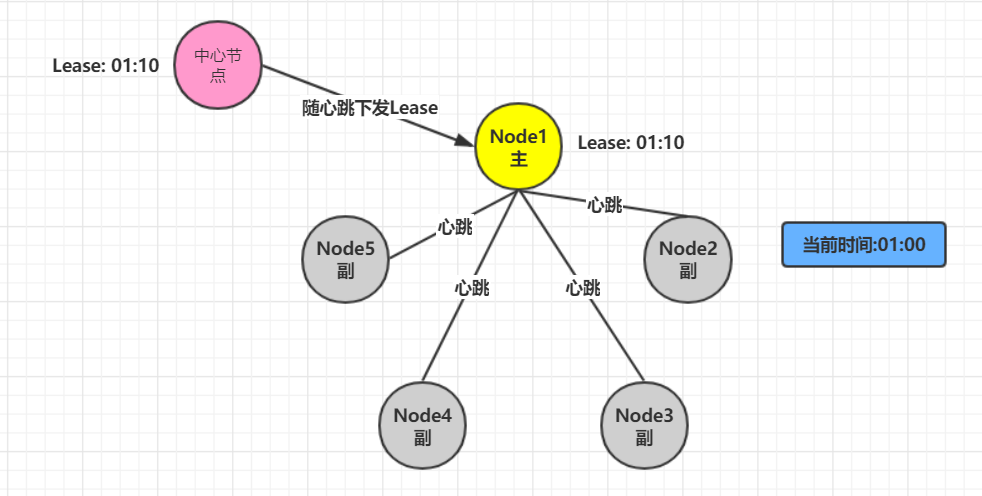 中心节
点
Lease: 01:10
随心跳下发Lease
Node1
主
Lease: 01:10
心跳
心跳
Node5
副
Node2
副
当前时间:01:00
心跳
心跳
Node4
副
Node3
副